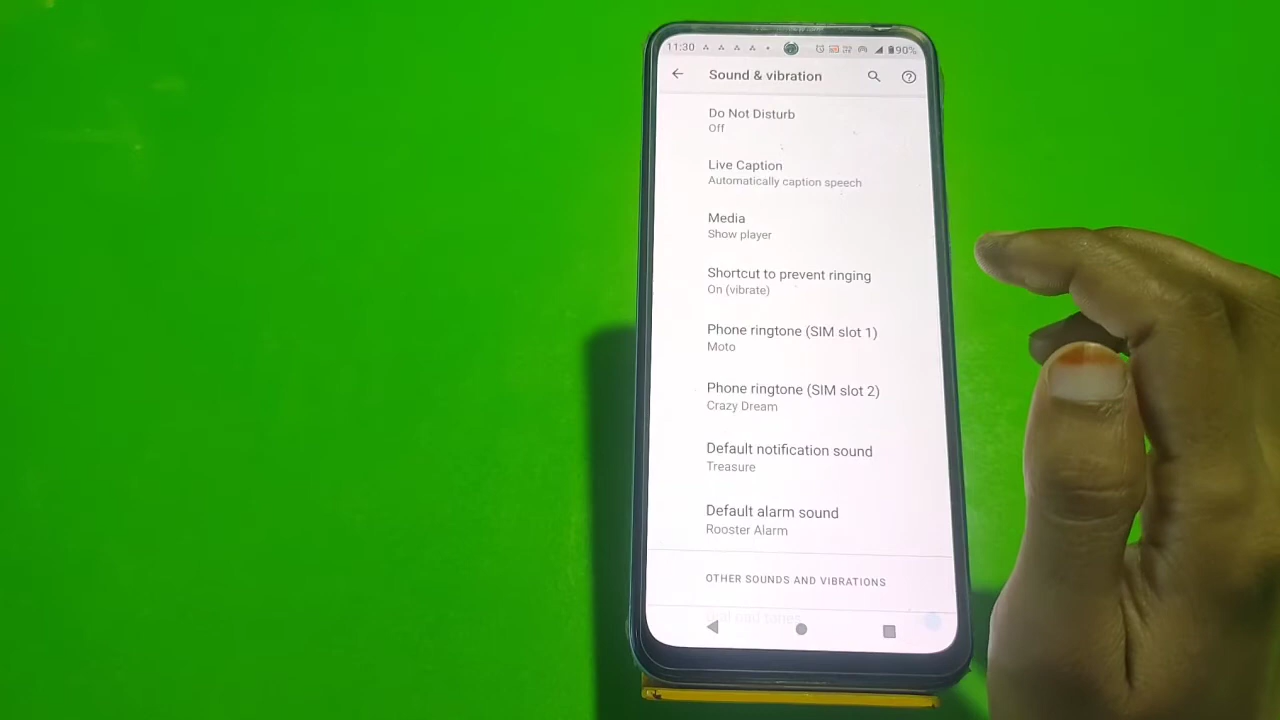 11:30
90%
Sound & vibration
Do Not Disturb
Off
Live Caption
Automatically caption speech
Media
Show player
Shortcut to prevent ringing
On (vibrate)
Phone ringtone (SIM slot 1)
Moto
Phone ringtone (SIM slot 2)
Crazy Dream
Default notification sound
Treasure
Default alarm sound
Rooster Alarm
OTHER SOUNDS AND VIBRATIONS